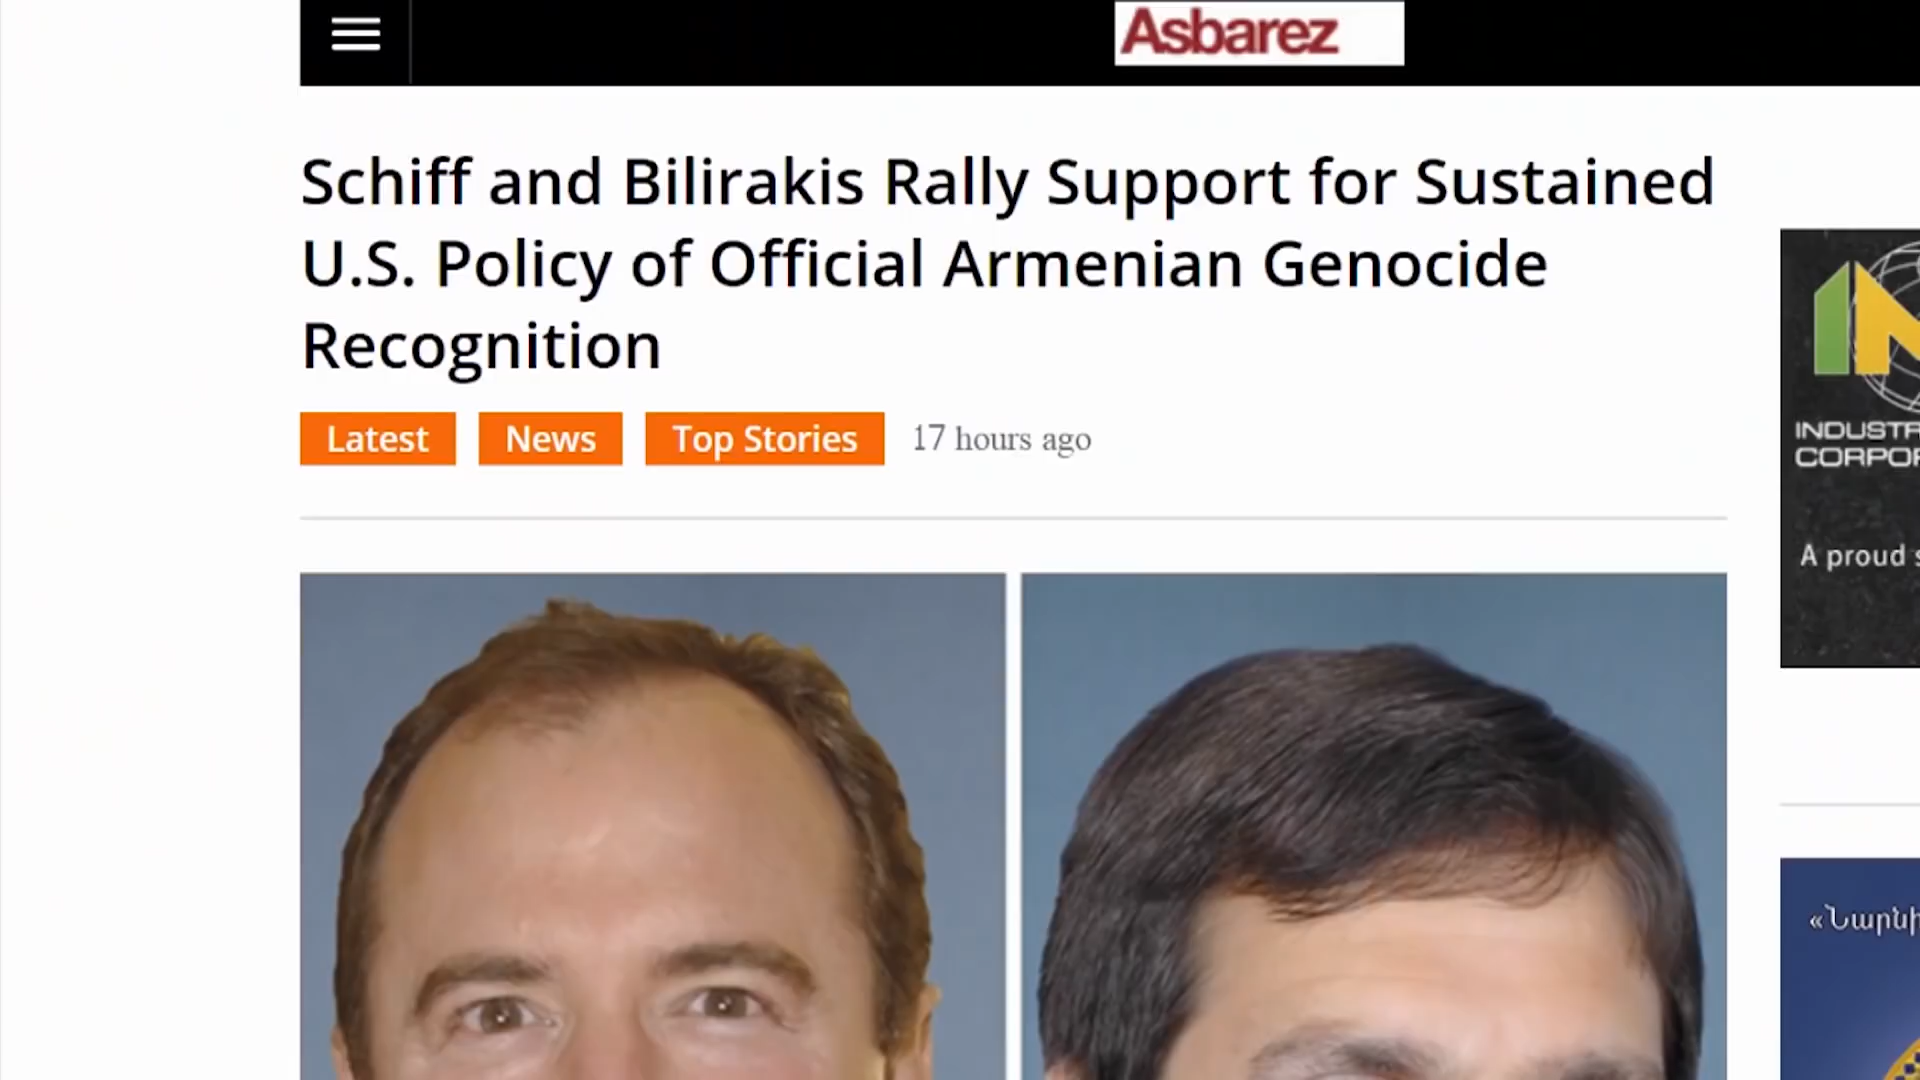 Asbarez
Schiff and Bilirakis Rally Support for Sustained
U.S. Policy of Official Armenian Genocide
Recognition
Latest
News
Top Stories
17 hours ago
A proud